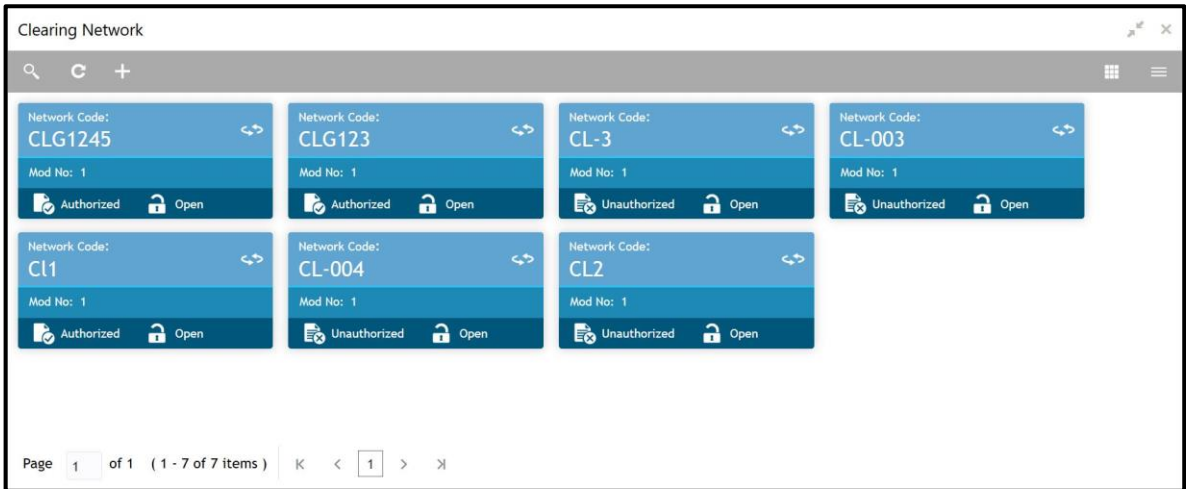 Clearing Network
Network Code: Network Code: Network Code: Network Code:
CLG1245 CLG123 CL-3 CL-003
Mod No: 1 Mod No: 1 Mod No: 1 Mod No: 1
Authorized Open Authorized Open Unauthorized Open Unauthorized Open
Network Code: Network Code: Network Code:
Cl1 CL-004 CL2
Mod No: 1 Mod No: 1 Mod No: 1
Authorized Open Unauthorized Open Unauthorized Open
Page 1 of 1 ( 1 - 7 of 7 items ) 1